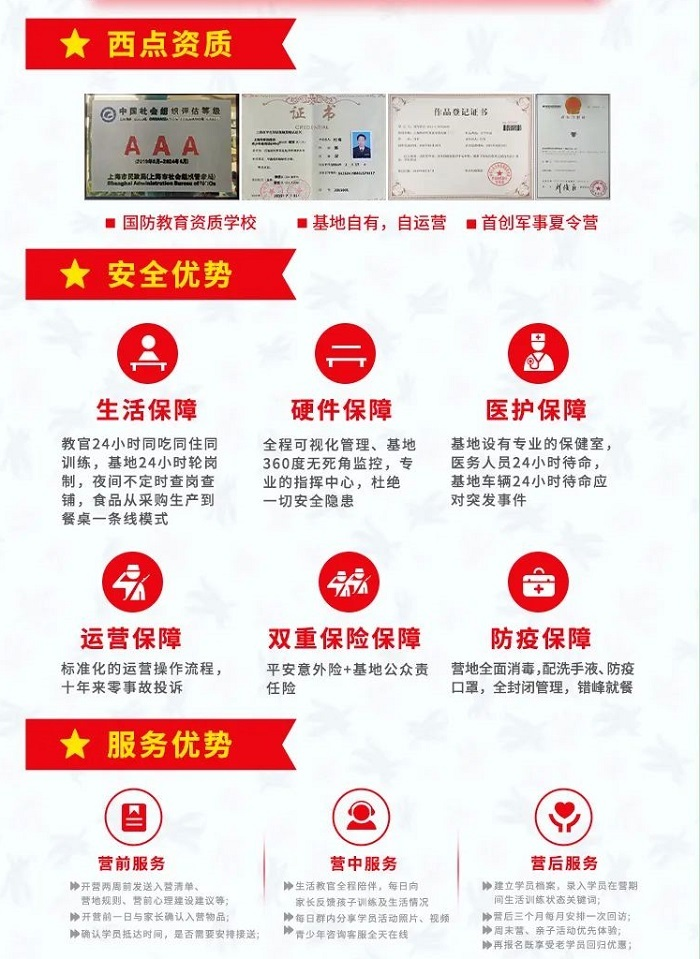 西点资质
中国社会组织评估等级
AAA
上海市民政局(上海市社会组织管理局)
Shanghai Administration Bureau of NGOs
证书
CREDENTIAL
作品登记证书
国防教育资质学校
基地自有，自运营
首创军事夏令营
安全优势
生活保障
硬件保障
医护保障
教官24小时同吃同住同
训练，基地24小时轮岗
制，夜间不定时查岗查
铺，食品从采购生产到
餐桌一条线模式
全程可视化管理、基地
360度无死角监控，专
业的指挥中心，杜绝
一切安全隐患
基地设有专业的保健室，
医务人员24小时待命，
基地车辆24小时待命应
对突发事件
运营保障
双重保险保障
防疫保障
标准化的运营操作流程，
十年来零事故投诉
平安意外险+基地公众责
任险
营地全面消毒,配洗手液、防疫
口罩，全封闭管理，错峰就餐
服务优势
营前服务
营中服务
营后服务
开营两周前发送入营清单、
营地规则、营前心理建设建议等;
开营前一日与家长确认入营物品;
确认学员抵达时间，是否需要安排接送;
生活教官全程陪伴，每日向
家长反馈孩子训练及生活情况
每日群内分享学员活动照片、视频
青少年咨询客服全天在线
建立学员档案，录入学员在营期
间生活训练状态关键词;
营后三个月每月安排一次回访;
周末营、亲子活动优先体验;
再报名既享受老学员回归优惠;